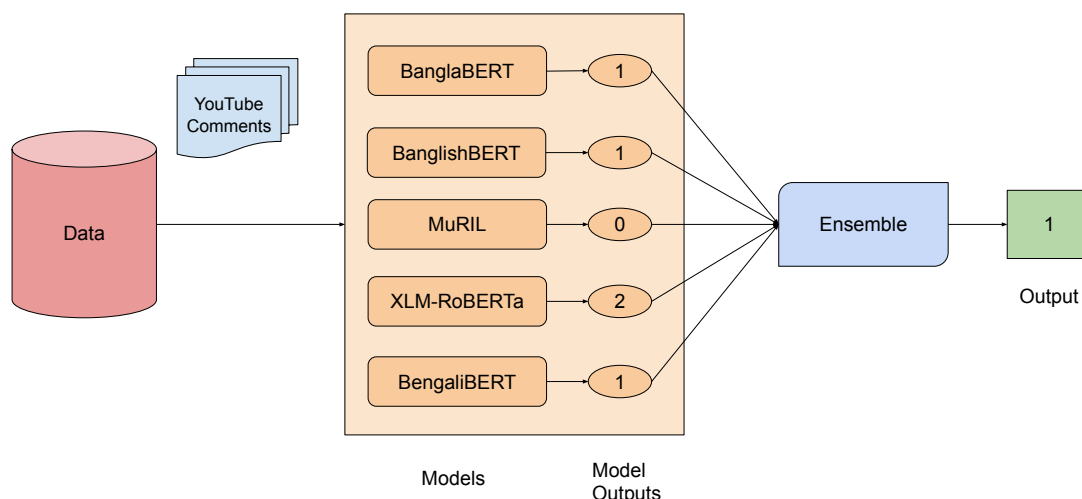 YouTube
Comments
Data
BanglaBERT
1
BanglishBERT
1
MuRIL
0
XLM-RoBERTa
2
BengaliBERT
1
Ensemble
1
Output
Models
Model
Outputs